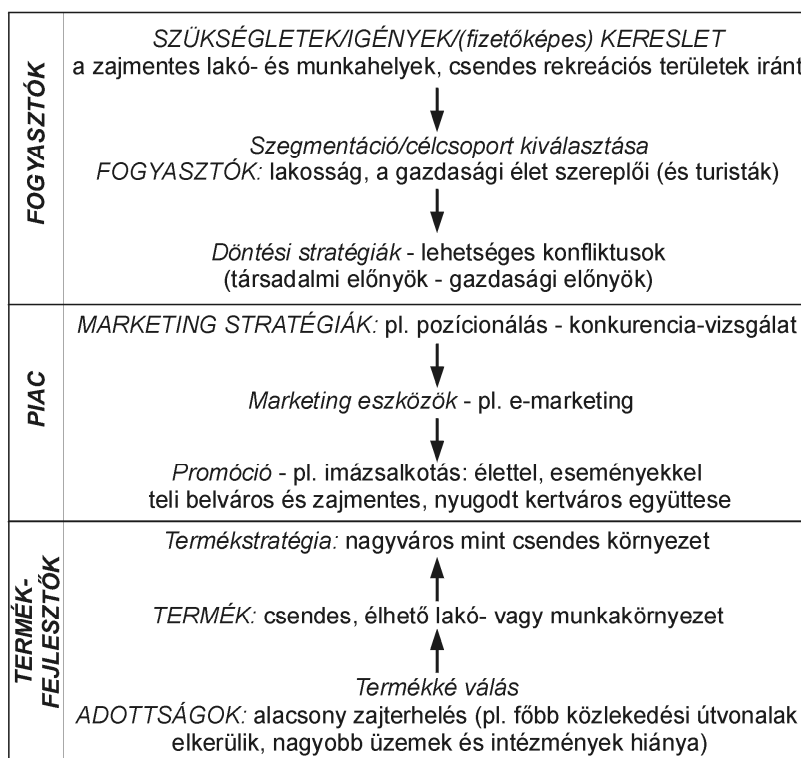 FOGYASZTÓK
SZÜKSÉGLETEK/IGÉNYEK/(fizetőképes) KERESLET
a zajmentes lakó- és munkahelyek, csendes rekreációs területek iránt
Szegmentáció/célcsoport kiválasztása
FOGYASZTÓK: lakosság, a gazdasági élet szereplői (és turisták)
Döntési stratégiák - lehetséges konfliktusok
(társadalmi előnyök - gazdasági előnyök)
PIAC
MARKETING STRATÉGIÁK: pl. pozícionálás - konkurencia-vizsgálat
Marketing eszközök - pl. e-marketing
Promóció - pl. imázsalkotás: élettel, eseményekkel
teli belváros és zajmentes, nyugodt kertváros együttese
TERMÉK-
FEJLESZTŐK
Termékstratégia: nagyváros mint csendes környezet
TERMÉK: csendes, élhető lakó- vagy munkakörnyezet
Termékké válás
ADOTTSÁGOK: alacsony zajterhelés (pl. főbb közlekedési útvonalak
elkerülik, nagyobb üzemek és intézmények hiánya)